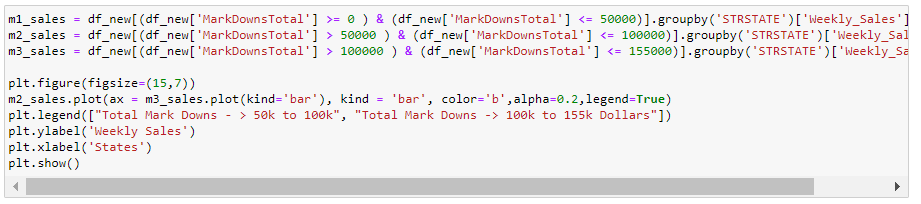 m1_sales = df_new[(df_new['MarkDownsTotal'] >= 0 ) & (df_new['MarkDownsTotal'] <= 50000)].groupby('STRSTATE')['Weekly_Sales']
m2_sales = df_new[(df_new['MarkDownsTotal'] > 50000 ) & (df_new['MarkDownsTotal'] <= 100000)].groupby('STRSTATE')['Weekly_Sal
m3_sales = df_new[(df_new['MarkDownsTotal'] > 100000 ) & (df_new['MarkDownsTotal'] <= 155000)].groupby('STRSTATE')['Weekly_Sa
plt.figure(figsize=(15,7))
m2_sales.plot(ax = m3_sales.plot(kind='bar'), kind = 'bar', color='b',alpha=0.2,legend=True)
plt.legend(["Total Mark Downs - > 50k to 100k", "Total Mark Downs -> 100k to 155k Dollars"])
plt.ylabel('Weekly Sales')
plt.xlabel('States')
plt.show()